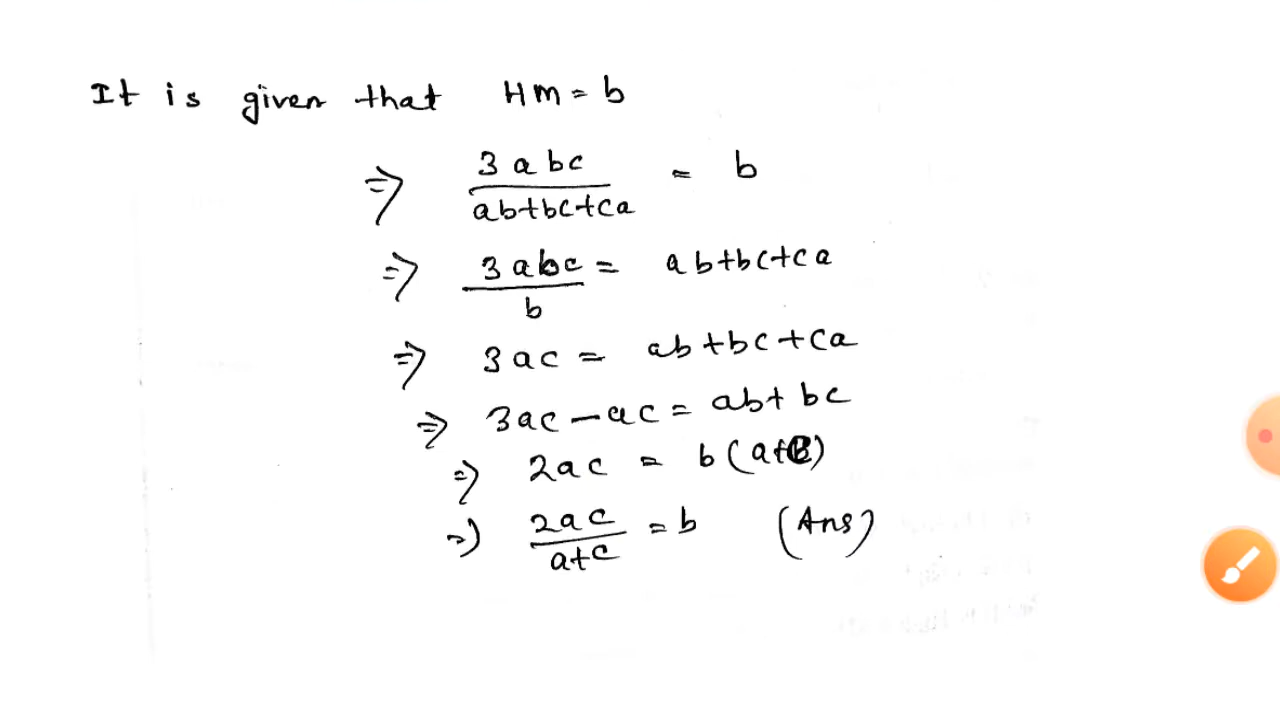 It is given that HM = b
⇒ 3abc / ab+bc+ca = b
⇒ 3abc / b = ab+bc+ca
⇒ 3ac = ab+bc+ca
⇒ 3ac - ac = ab+bc
⇒ 2ac = b(a+c)
⇒ 2ac / a+c = b (Ans)